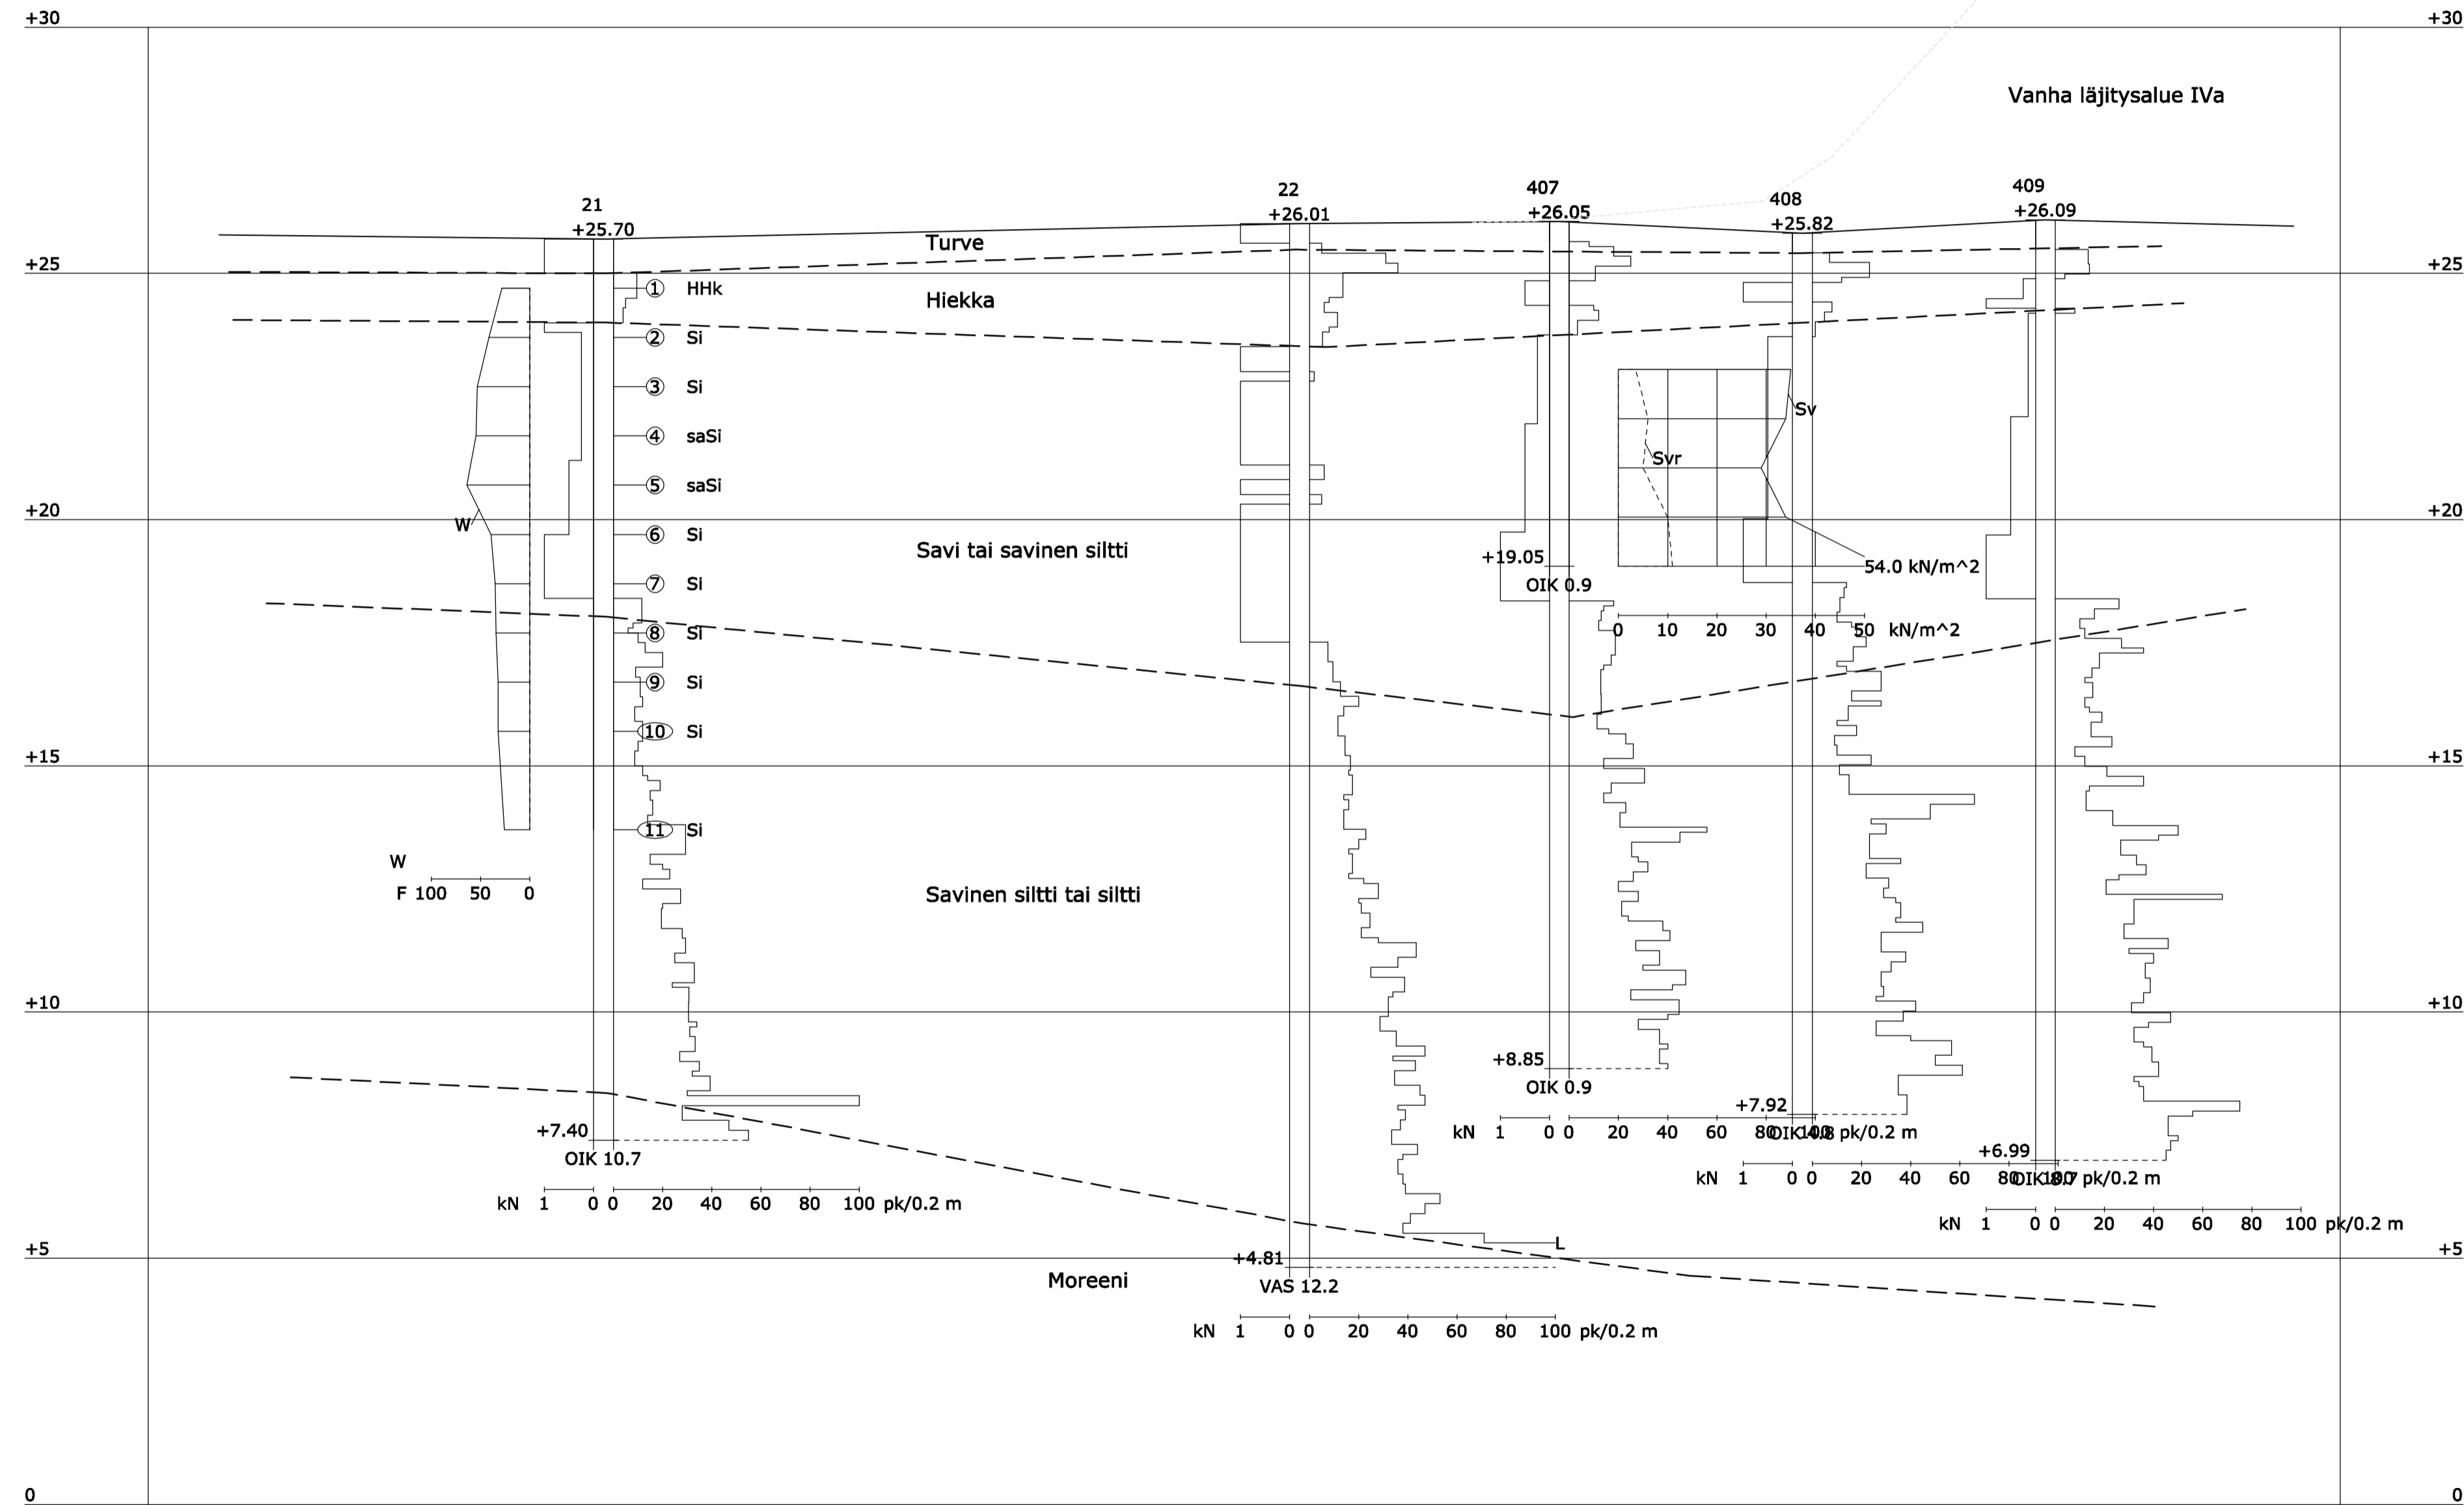 +30 +30
Vanha läjitysalue IVa
21 22 407 408 409
+25.70 +26.01 +26.05 +25.82 +26.09
Turve
+25 +25
1 HHk
Hiekka
2 Si
3 Si
Sv
4 saSi
Svr
5 saSi
+20 +20
W
6 Si
Savi tai savinen siltti
+19.05
54.0 kN/m^2
7 Si
OIK 0.9
8 Si
0 10 20 30 40 50 kN/m^2
9 Si
10 Si
+15 +15
11 Si
W
F 100 50 0
Savinen siltti tai siltti
+10 +10
+8.85
OIK 0.9
+7.92
+7.40
kN 1 0 0 20 40 60 80 100 pk/0.2 m
OIK 4.8
+6.99
OIK 10.7
kN 1 0 0 20 40 60 80 100 pk/0.2 m
OIK 8.7
kN 1 0 0 20 40 60 80 100 pk/0.2 m
kN 1 0 0 20 40 60 80 100 pk/0.2 m
L
+5 +5
+4.81
Moreeni
VAS 12.2
kN 1 0 0 20 40 60 80 100 pk/0.2 m
0 0